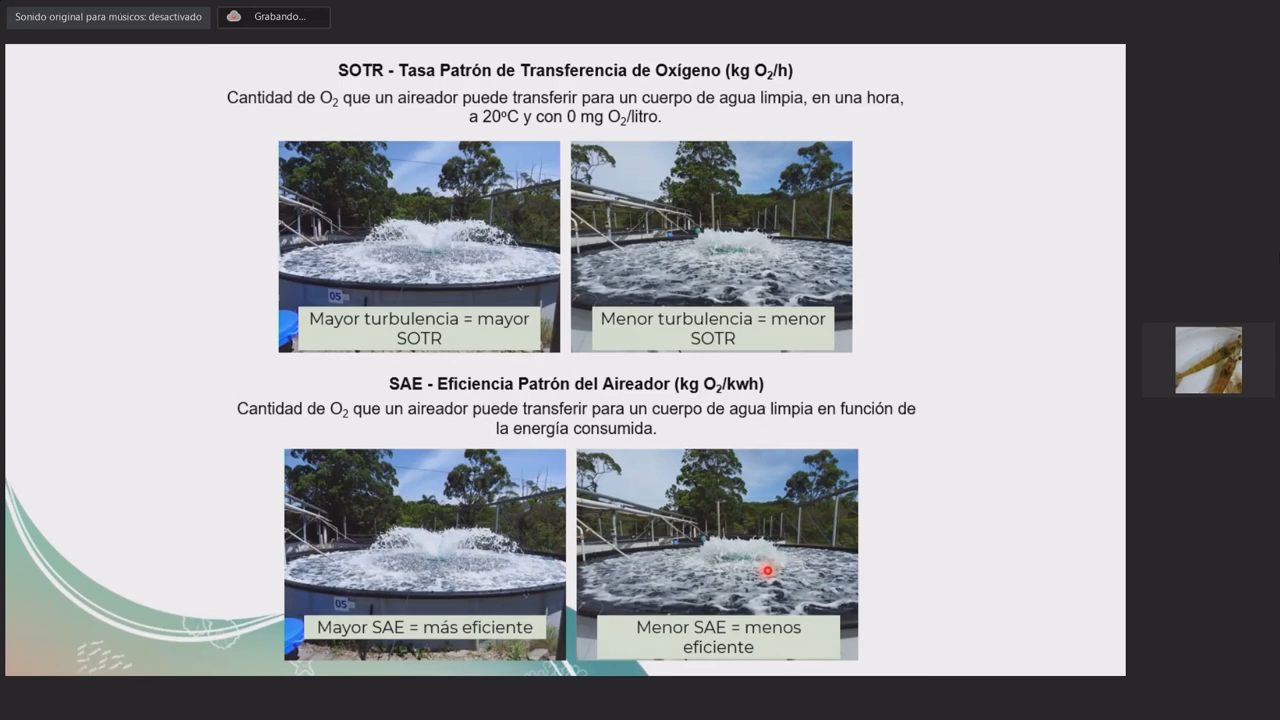 Sonido original para músicos: desactivado
Grabando...
SOTR - Tasa Patrón de Transferencia de Oxígeno (kg O₂/h)
Cantidad de O₂ que un aireador puede transferir para un cuerpo de agua limpia, en una hora,
a 20ºC y con 0 mg O₂/litro.
05
Mayor turbulencia = mayor
SOTR
Menor turbulencia = menor
SOTR
SAE - Eficiencia Patrón del Aireador (kg O₂/kwh)
Cantidad de O₂ que un aireador puede transferir para un cuerpo de agua limpia en función de
la energía consumida.
05
Mayor SAE = más eficiente
Menor SAE = menos
eficiente